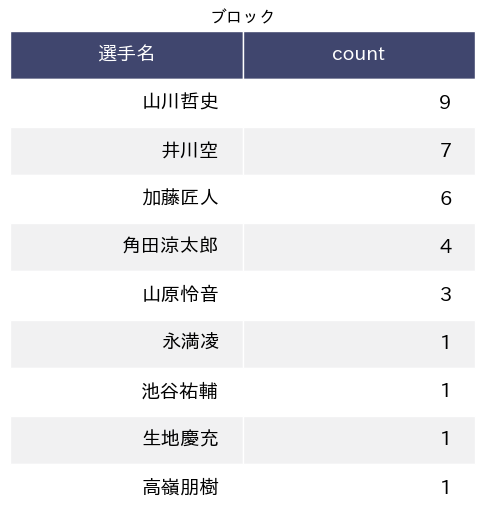 ブロック
選手名 count
山川哲史 9
井川空 7
加藤匠人 6
角田涼太郎 4
山原怜音 3
永満凌 1
池谷祐輔 1
生地慶充 1
高嶺朋樹 1